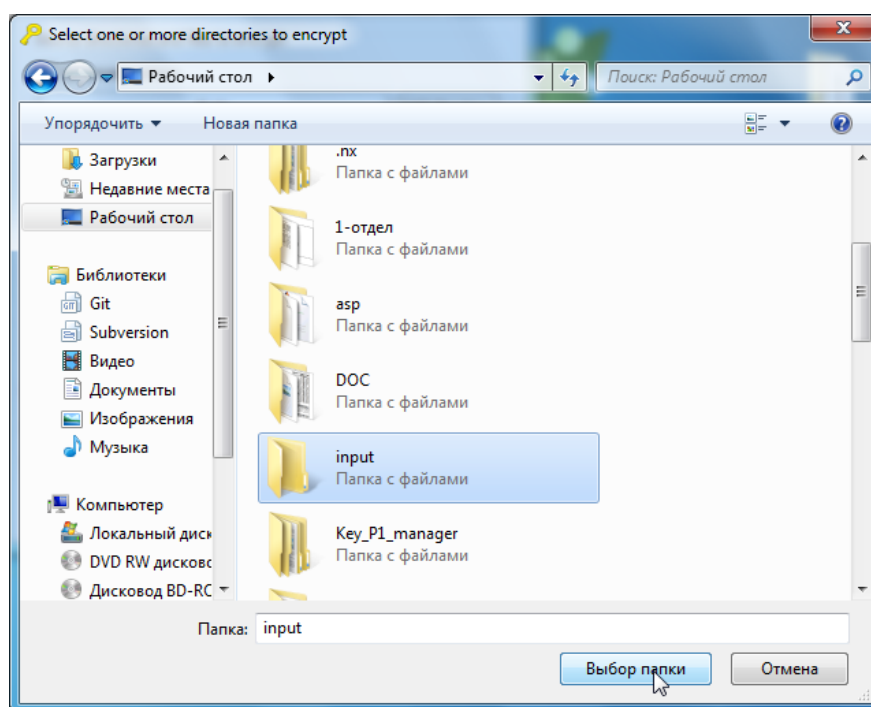 Select one or more directories to encrypt
Рабочий стол
Поиск: Рабочий стол
Упорядочить
Новая папка
Загрузки
Недавние места
Рабочий стол
Библиотеки
Git
Subversion
Видео
Документы
Изображения
Музыка
Компьютер
Локальный диск
DVD RW дисково
Дисковод BD-RO
.nx
Папка с файлами
1-отдел
Папка с файлами
asp
Папка с файлами
DOC
Папка с файлами
input
Папка с файлами
Key_P1_manager
Папка с файлами
Папка: input
Выбор папки
Отмена